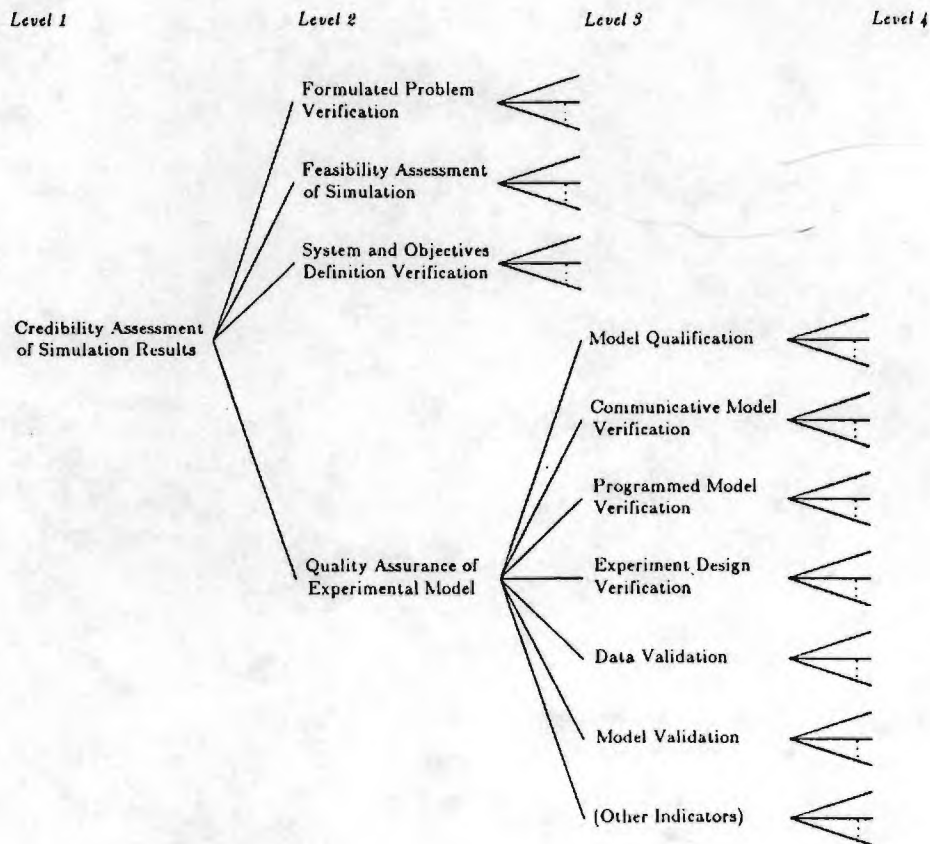 Level 1 Level 2 Level 3 Level 4
Formulated Problem
Verification
Feasibility Assessment
of Simulation
System and Objectives
Definition Verification
Credibility Assessment
of Simulation Results
Model Qualification
Communicative Model
Verification
Programmed Model
Verification
Quality Assurance of
Experimental Model
Experiment Design
Verification
Data Validation
Model Validation
(Other Indicators)